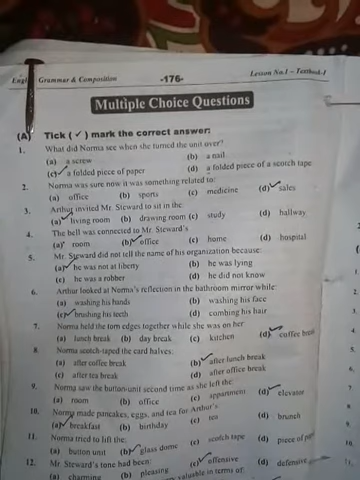 Engl Grammar & Composition -176- Lesson No.1 - Textbook-I
Multiple Choice Questions
(A) Tick (✓) mark the correct answer:
1. What did Norma see when she turned the unit over?
(a) a screw (b) a nail
(c) a folded piece of paper (d) a folded piece of scotch tape
2. Norma was sure now it was something related to:
(a) office (b) sports (c) medicine (d) sales
3. Arthur invited Mr. Steward to sit in the:
(a) living room (b) drawing room (c) study (d) hallway
4. The bell was connected to Mr. Steward's
(a) room (b) office (c) home (d) hospital
5. Mr. Steward did not tell the name of his organization because:
(a) he was not at liberty (b) he was lying
(c) he was a robber (d) he did not know
6. Arthur looked at Norma's reflection in the bathroom mirror while:
(a) washing his hands (b) washing his face
(c) brushing his teeth (d) combing his hair
7. Norma held the torn edges together while she was on her
(a) lunch break (b) day break (c) kitchen (d) coffee break
8. Norma scotch-taped the card halves:
(a) after coffee break (b) after lunch break
(c) after tea break (d) after office break
9. Norma saw the button unit second time as she left the:
(a) room (b) office (c) apartment (d) elevator
10. Norma made pancakes, eggs, and tea for Arthur's
(a) breakfast (b) birthday (c) tea (d) brunch
11. Norma tried to lift the:
(a) button unit (b) glass dome (c) scotch tape (d) piece of
12. Mr. Steward's tone had been:
(a) charming (b) pleasing (c) offensive (d) defensive
valuable in terms of: